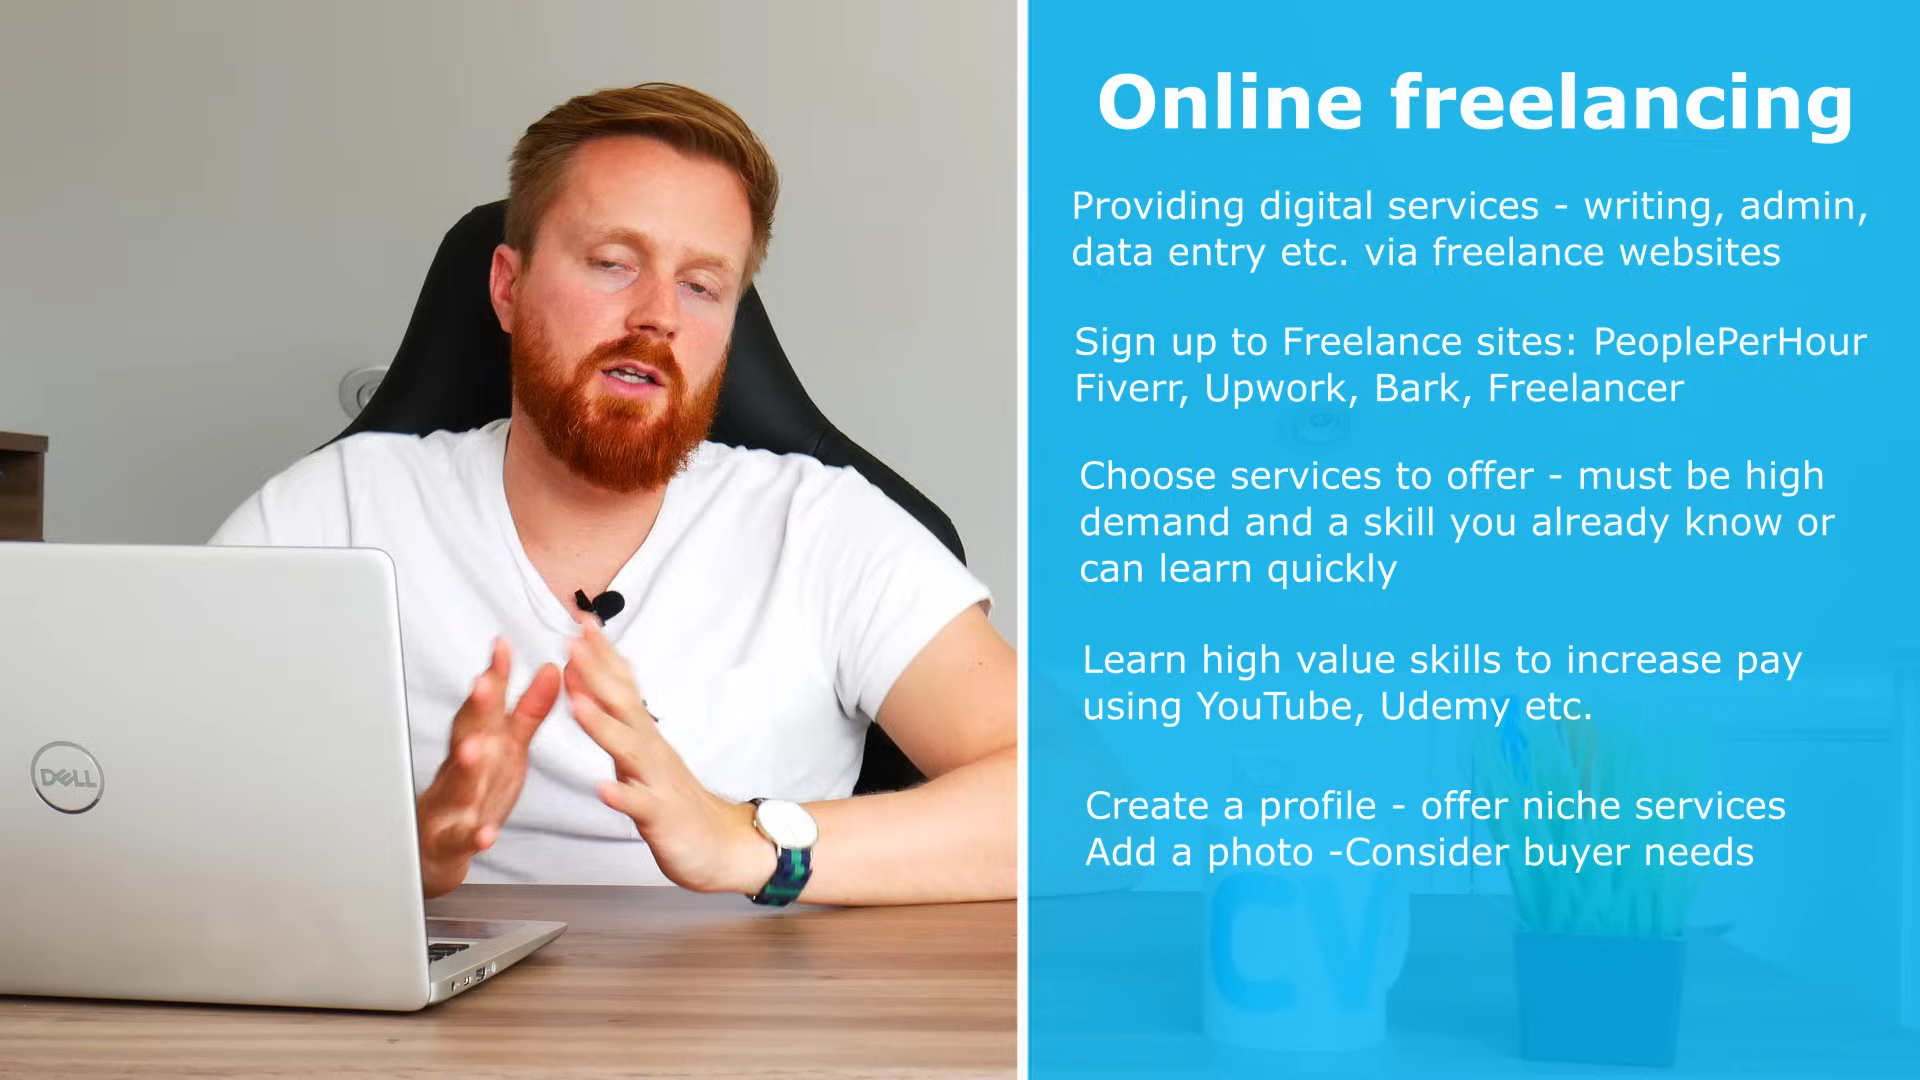 Online freelancing
Providing digital services - writing, admin,
data entry etc. via freelance websites
Sign up to Freelance sites: PeoplePerHour
Fiverr, Upwork, Bark, Freelancer
Choose services to offer - must be high
demand and a skill you already know or
can learn quickly
Learn high value skills to increase pay
using YouTube, Udemy etc.
Create a profile - offer niche services
Add a photo -Consider buyer needs
DELL
CV